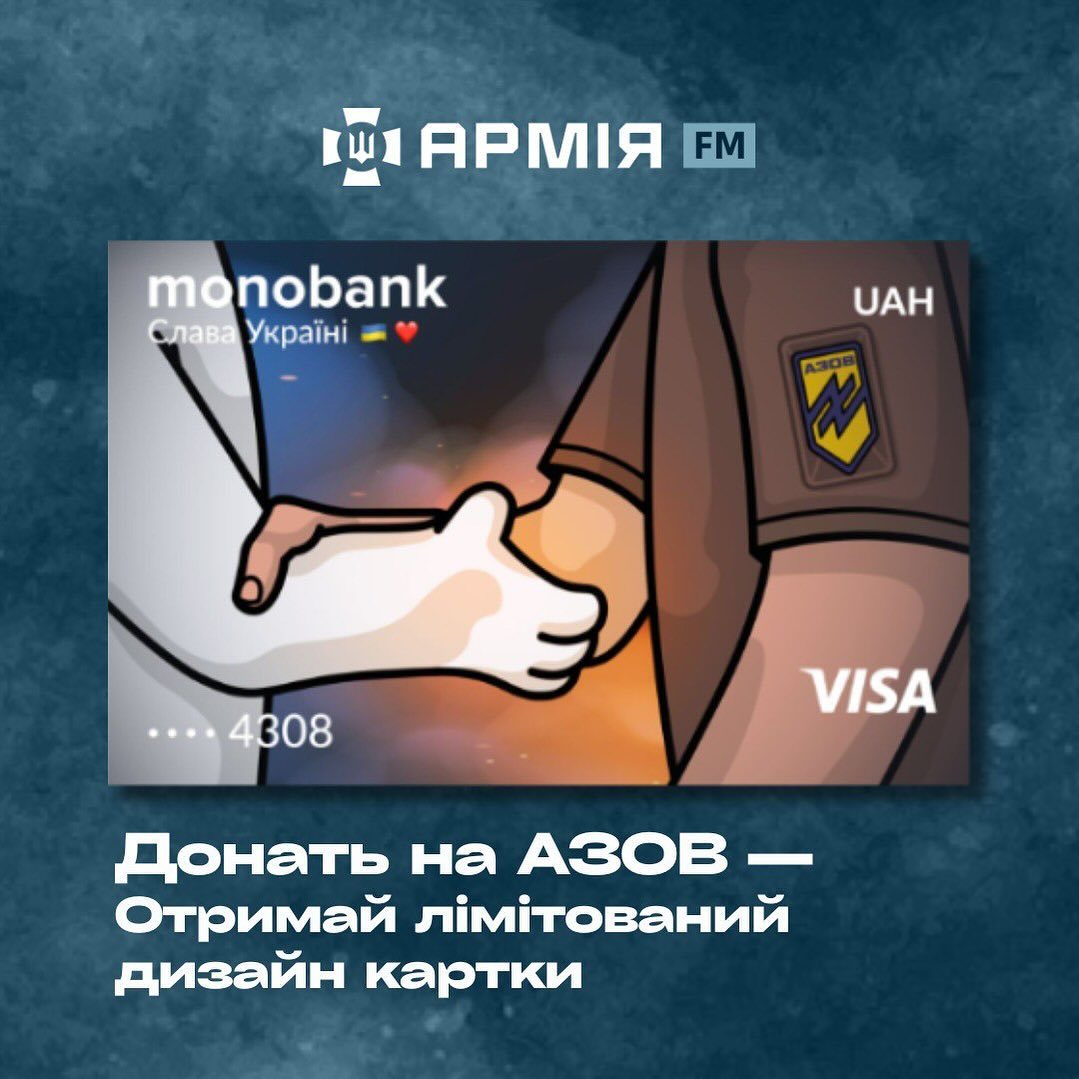 АРМІЯ FM
monobank
Слава Україні 🇺🇦 ❤️
UAH
АЗОВ
VISA
•••• 4308
Донать на АЗОВ —
Отримай лімітований
дизайн картки